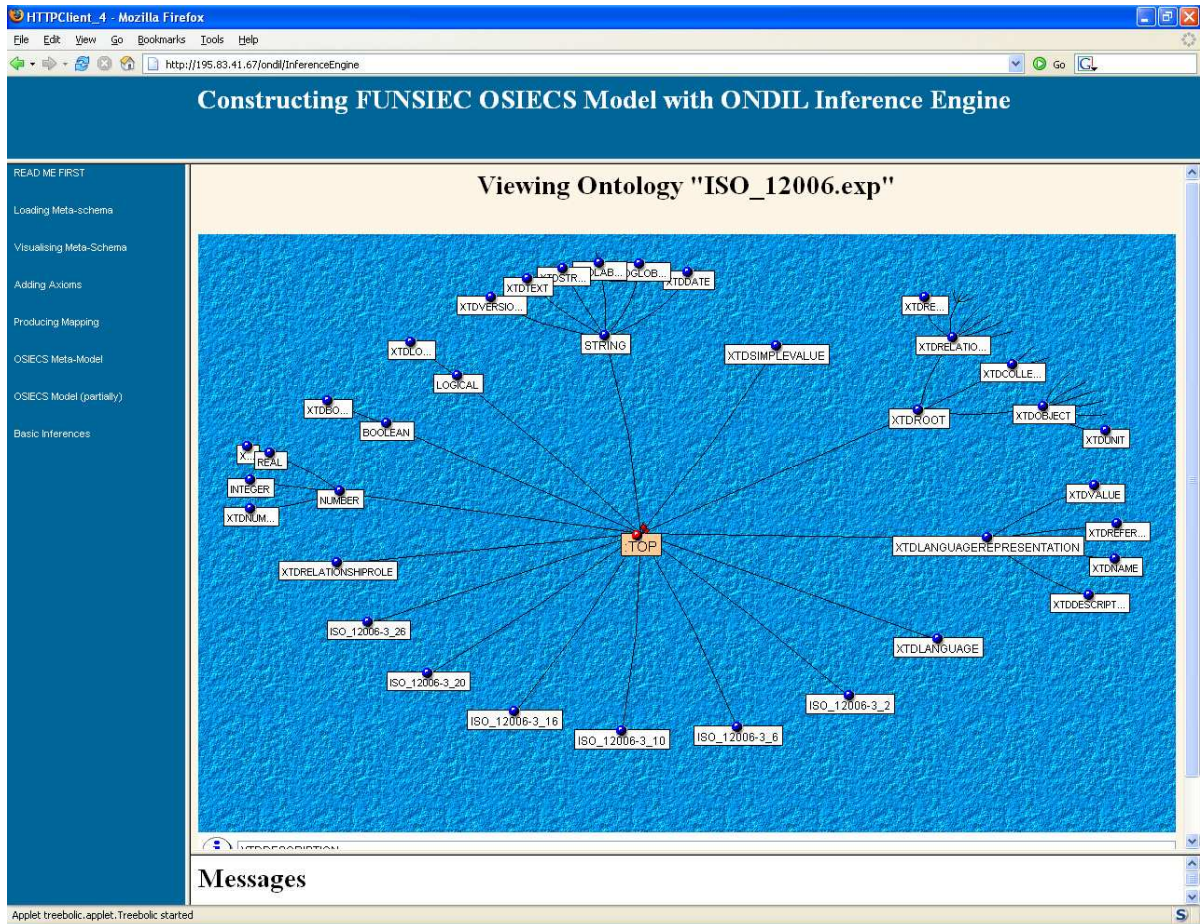 HTTPClient_4 - Mozilla Firefox
File Edit View Go Bookmarks Tools Help
http://195.83.41.67/ondil/InferenceEngine
Go
G
Constructing FUNSIEC OSIECS Model with ONDIL Inference Engine
READ ME FIRST
Loading Meta-schema
Visualising Meta-Schema
Adding Axioms
Producing Mapping
OSIECS Meta-Model
OSIECS Model (partially)
Basic Inferences
Viewing Ontology "ISO_12006.exp"
XTDVERSIO...
XTDTEXT
XTDSTR...
DLAB...
DGLOB...
XTDDATE
STRING
XTDSIMPLEVALUE
XTDLO...
LOGICAL
XTDBO...
BOOLEAN
X...
REAL
INTEGER
XTDNUM...
NUMBER
XTDRE...
XTDRELATIO...
XTDCOLLE...
XTDROOT
XTDOBJECT
XTDUNIT
XTDVALUE
XTDREFER...
XTDNAME
XTDDESCRIPT...
XTDLANGUAGEREPRESENTATION
:TOP
XTDRELATIONSHIPROLE
ISO_12006-3_26
ISO_12006-3_20
ISO_12006-3_16
ISO_12006-3_10
ISO_12006-3_6
ISO_12006-3_2
XTDLANGUAGE
XTDDESCRIPTION
Messages
Applet treebolic.applet.Treebolic started